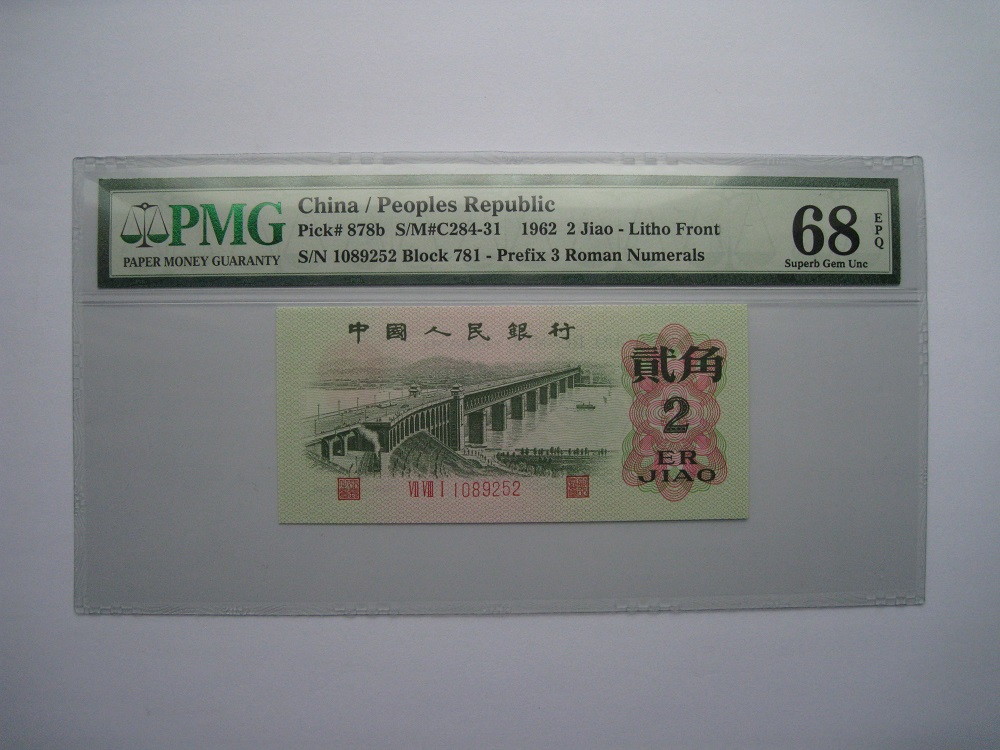 PMG
PAPER MONEY GUARANTY
China / Peoples Republic
Pick# 878b S/M#C284-31 1962 2 Jiao - Litho Front
S/N 1089252 Block 781 - Prefix 3 Roman Numerals
68 EPQ
Superb Gem Unc
中國人民銀行
貳角
2
ER
JIAO
VII VIII I 1089252